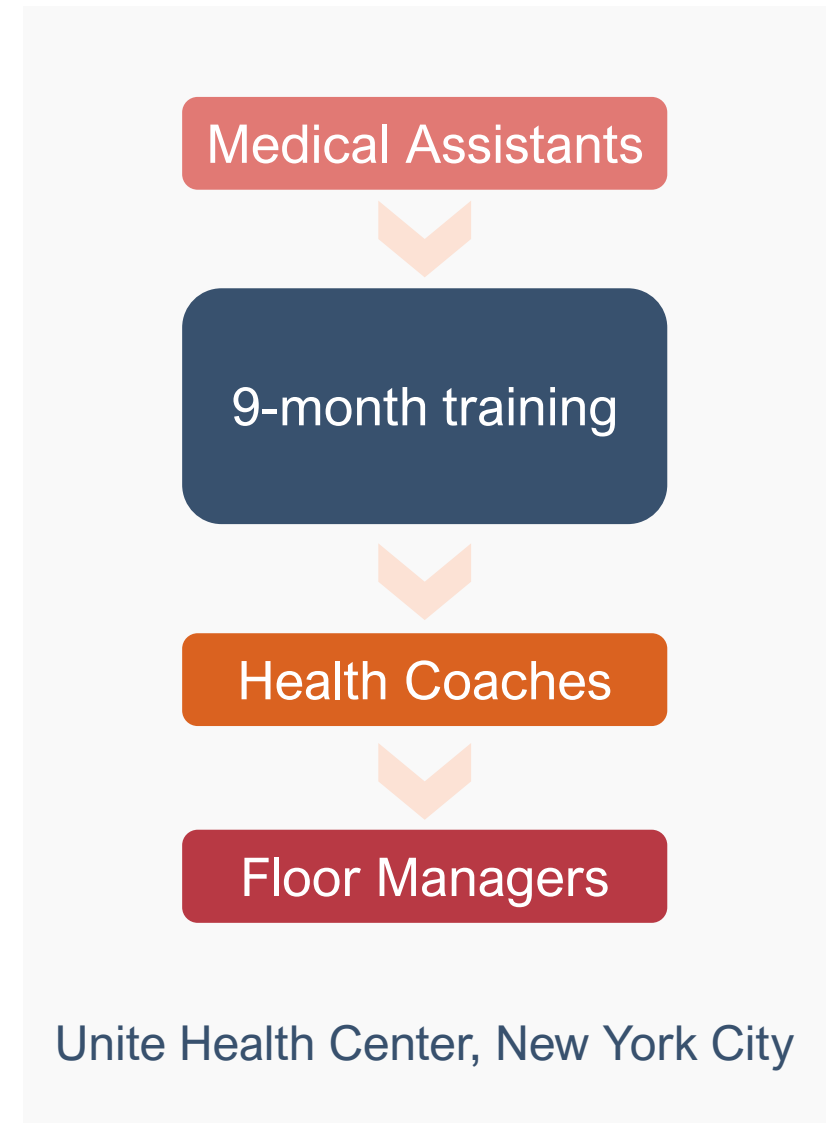 Medical Assistants
9-month training
Health Coaches
Floor Managers
Unite Health Center, New York City